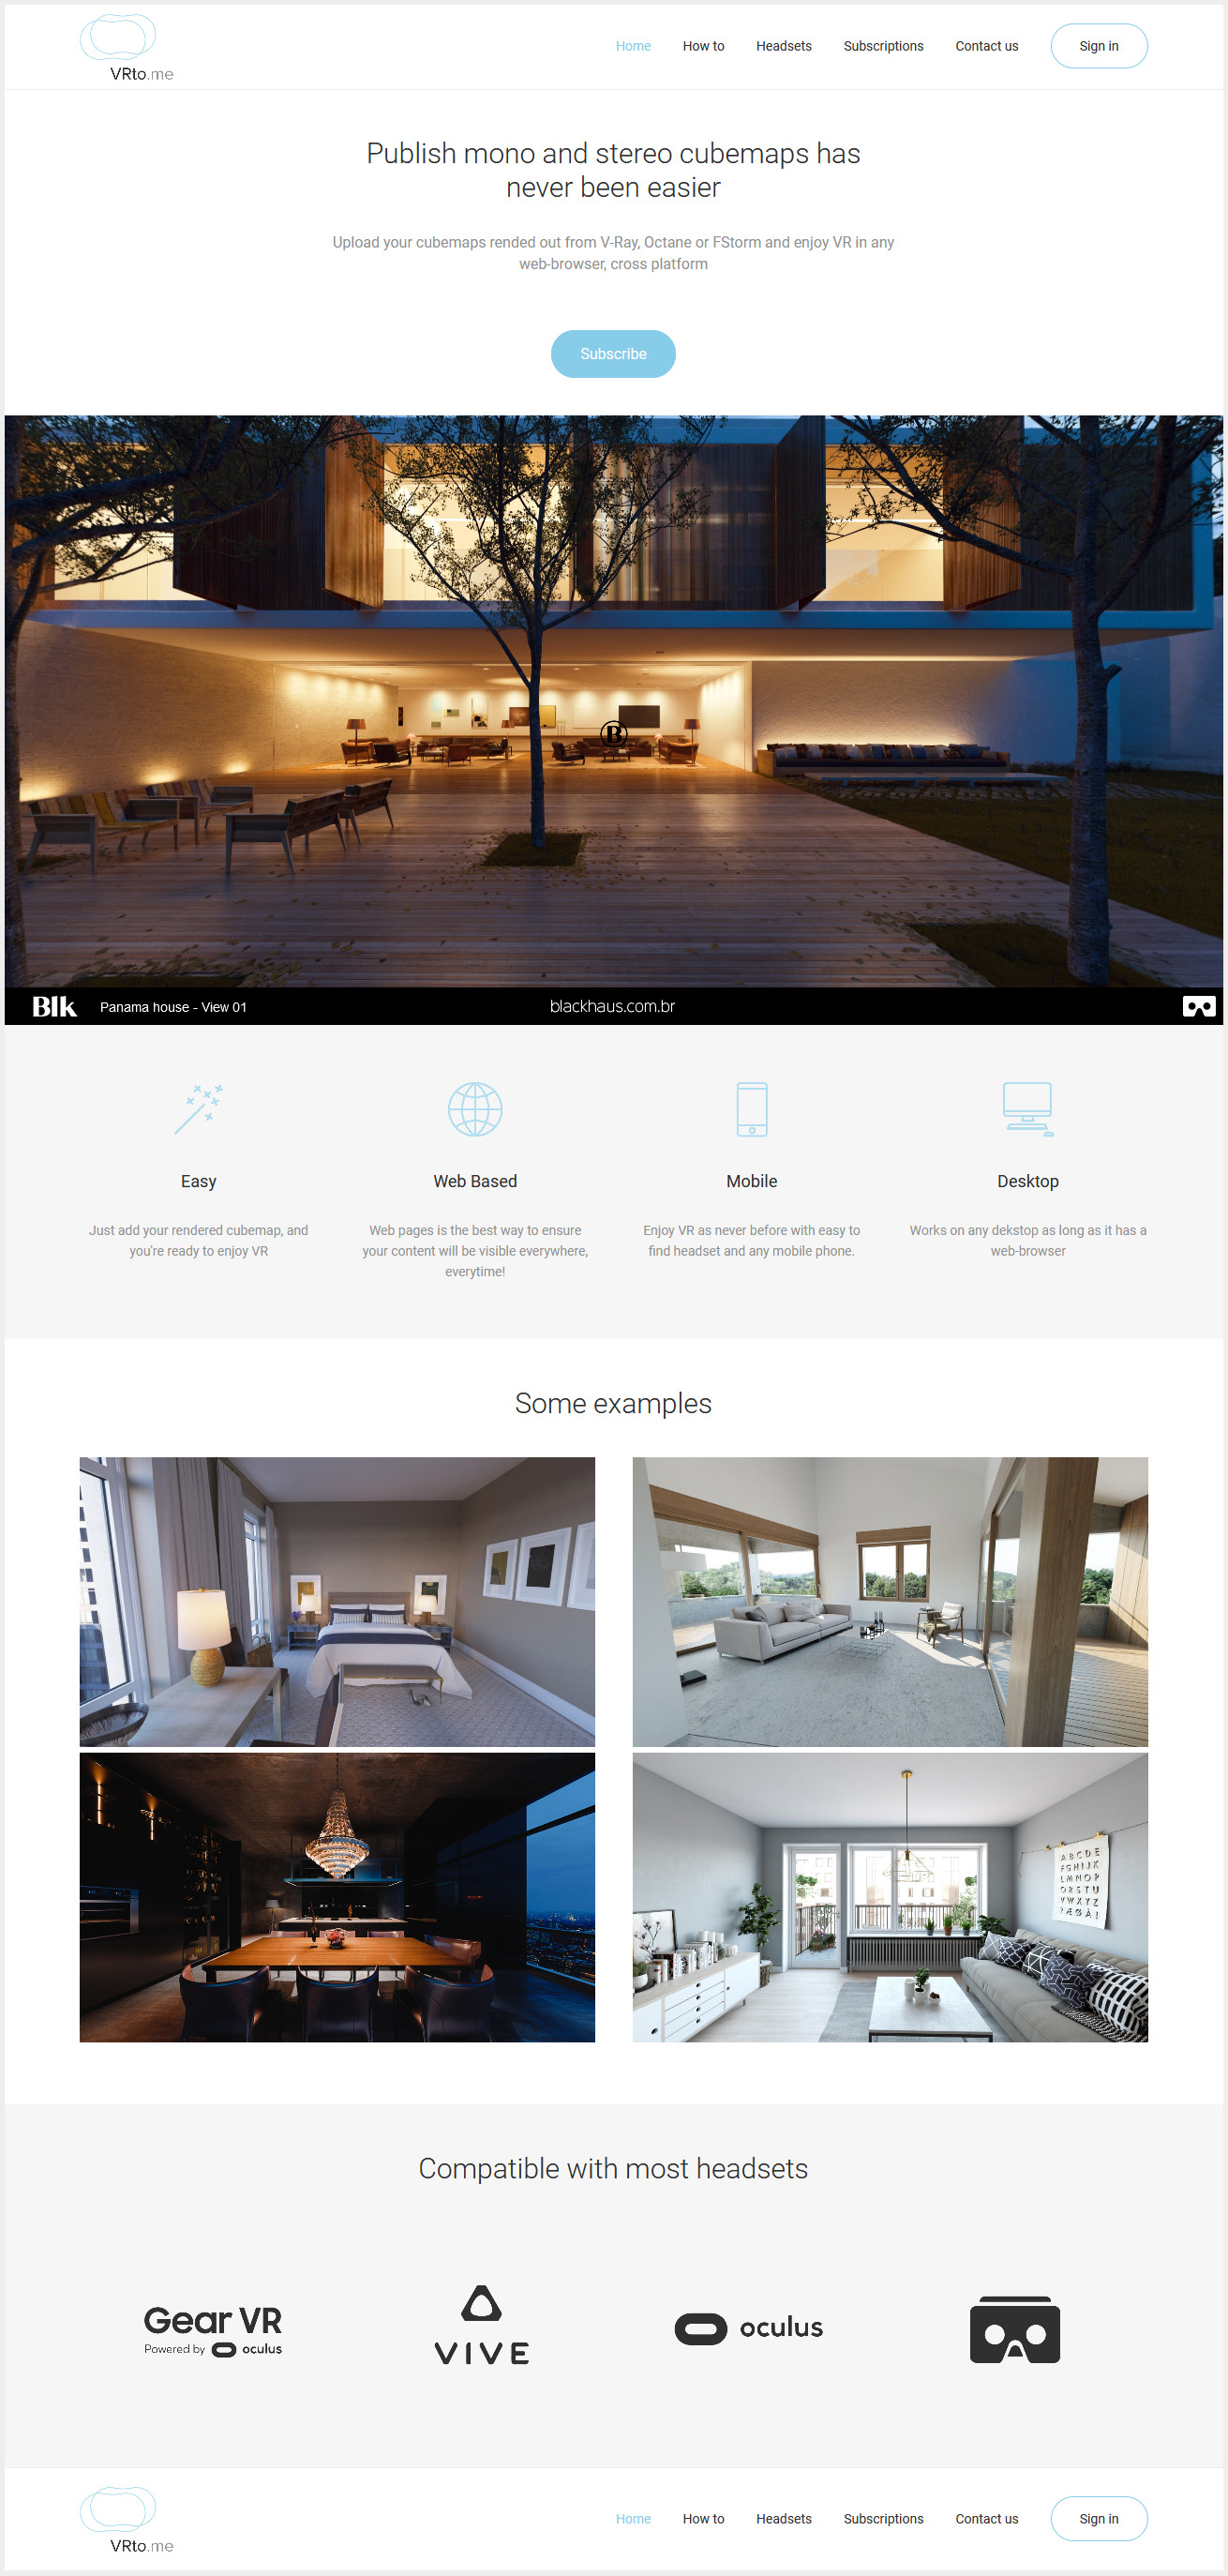 VRto.me
Home How to Headsets Subscriptions Contact us Sign in
Publish mono and stereo cubemaps has
never been easier
Upload your cubemaps rended out from V-Ray, Octane or FStorm and enjoy VR in any
web-browser, cross platform
Subscribe
B
Blk Panama house - View 01 blackhaus.com.br
Easy
Just add your rendered cubemap, and
you're ready to enjoy VR
Web Based
Web pages is the best way to ensure
your content will be visible everywhere,
everytime!
Mobile
Enjoy VR as never before with easy to
find headset and any mobile phone.
Desktop
Works on any dekstop as long as it has a
web-browser
Some examples
A B C D E
F G H I J K
L M N O P
Q R S T U
V W X Y Z
Compatible with most headsets
Gear VR
Powered by oculus
VIVE
oculus
VRto.me
Home How to Headsets Subscriptions Contact us Sign in